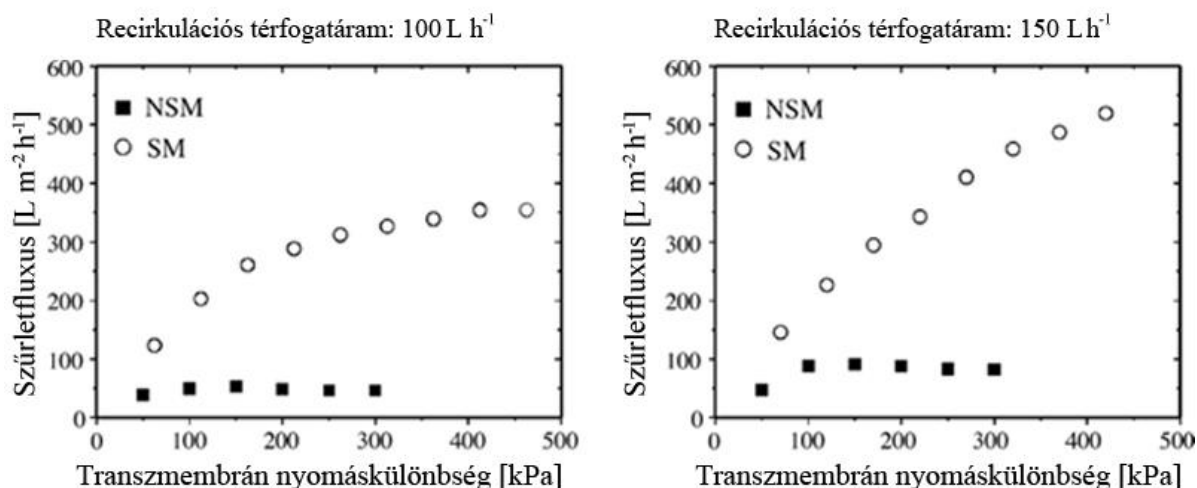 Recirkulációs térfogatáram: 100 L h⁻¹
600
500
400
300
200
100
0
NSM
SM
Szűrletfluxus [L m⁻² h⁻¹]
0 100 200 300 400 500
Transzmembrán nyomáskülönbség [kPa]
Recirkulációs térfogatáram: 150 L h⁻¹
600
500
400
300
200
100
0
NSM
SM
Szűrletfluxus [L m⁻² h⁻¹]
0 100 200 300 400 500
Transzmembrán nyomáskülönbség [kPa]